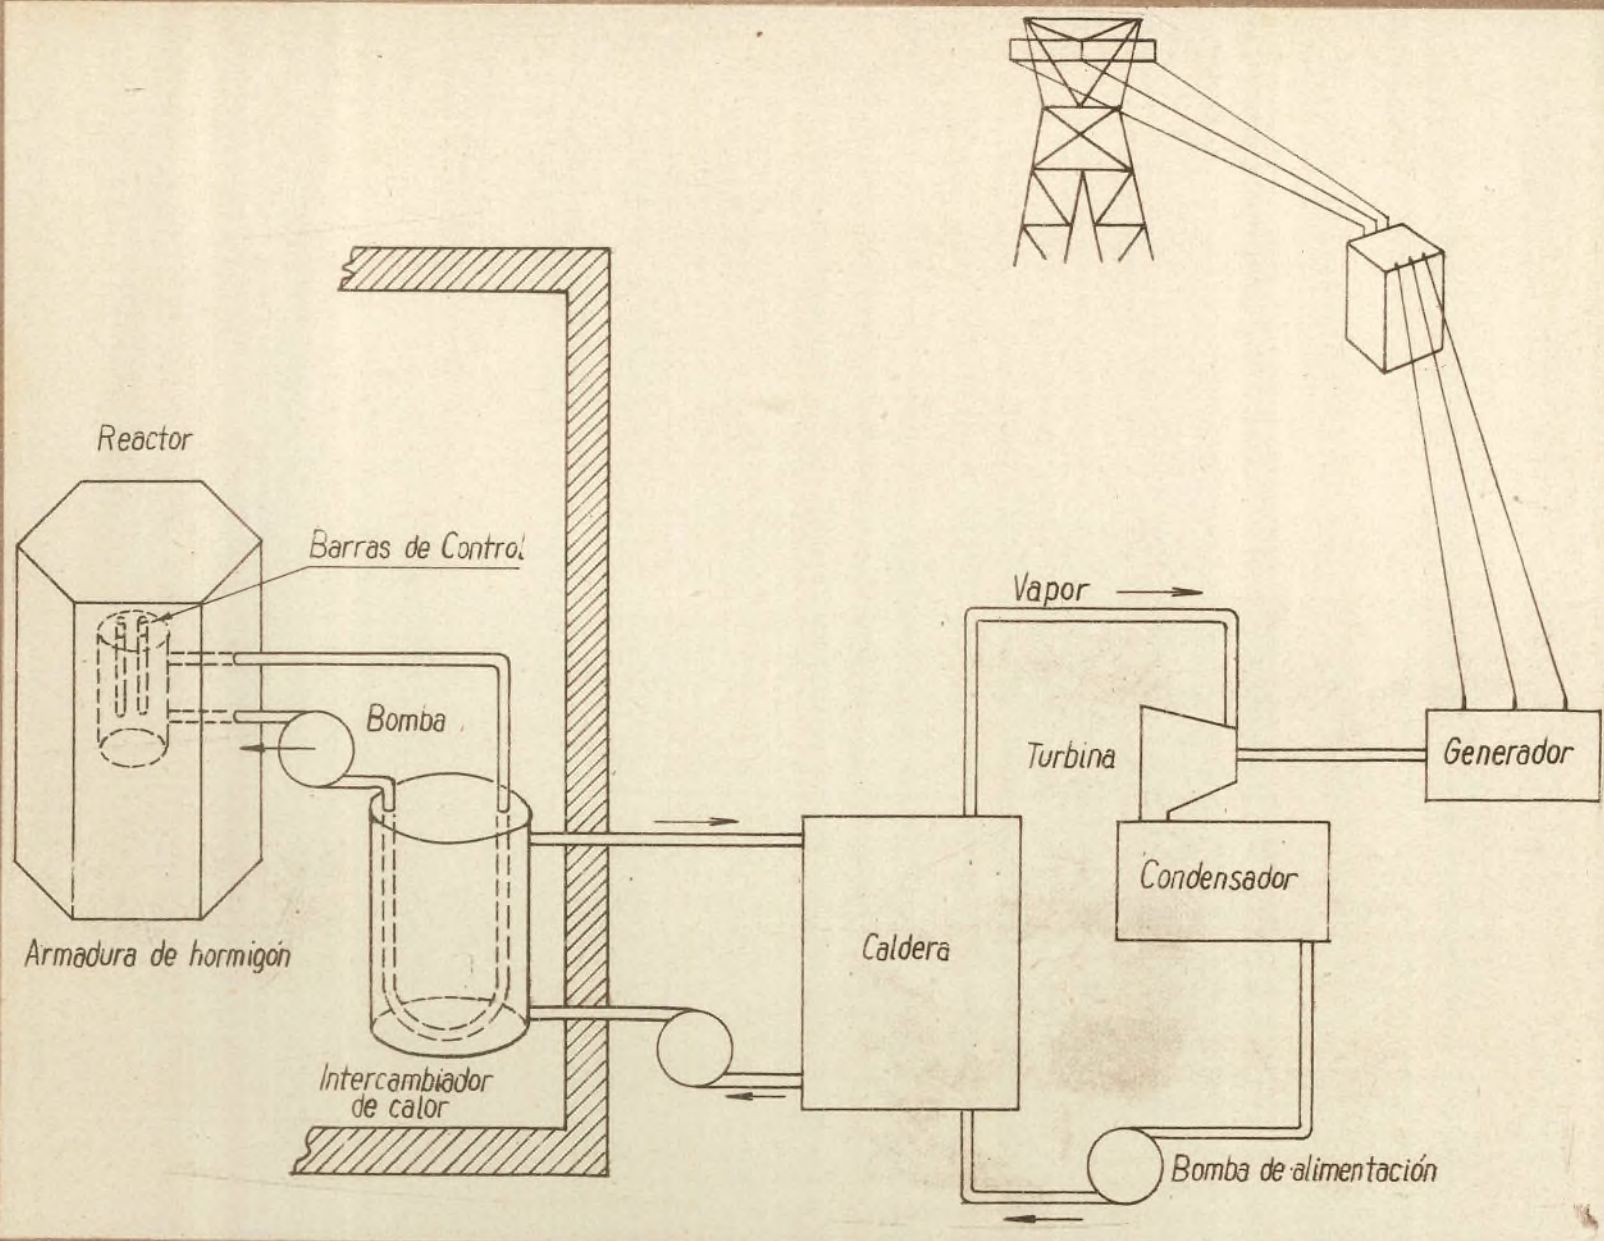 Reactor
Barras de Control
Vapor
Bomba
Turbina
Generador
Condensador
Armadura de hormigón
Caldera
Intercambiador
de calor
Bomba de alimentación